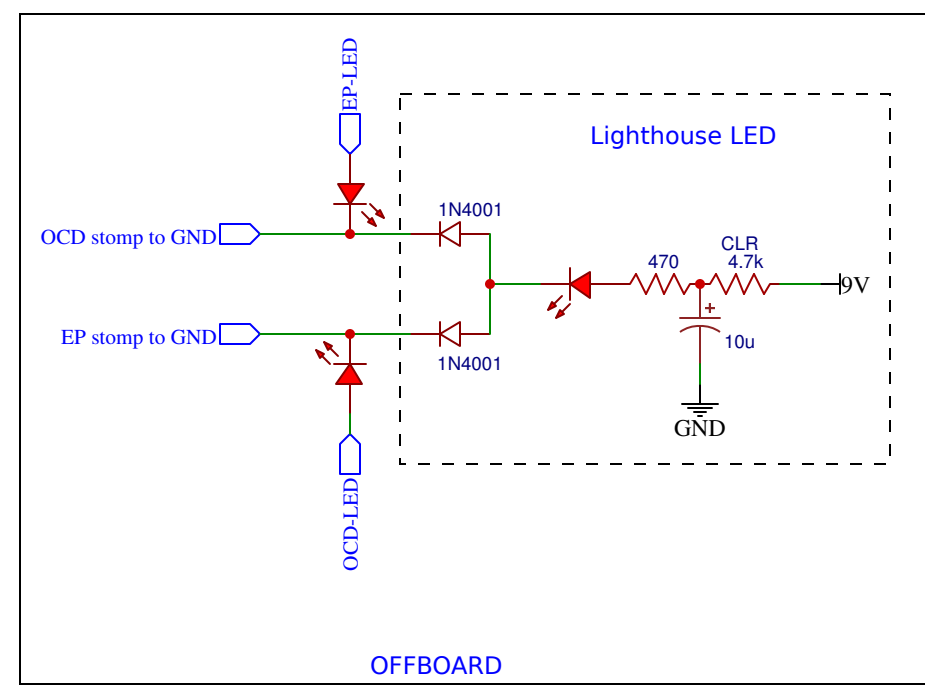 EP-LED
Lighthouse LED
1N4001
OCD stomp to GND
CLR
470
4.7k
9V
+
EP stomp to GND
10u
1N4001
GND
OCD-LED
OFFBOARD